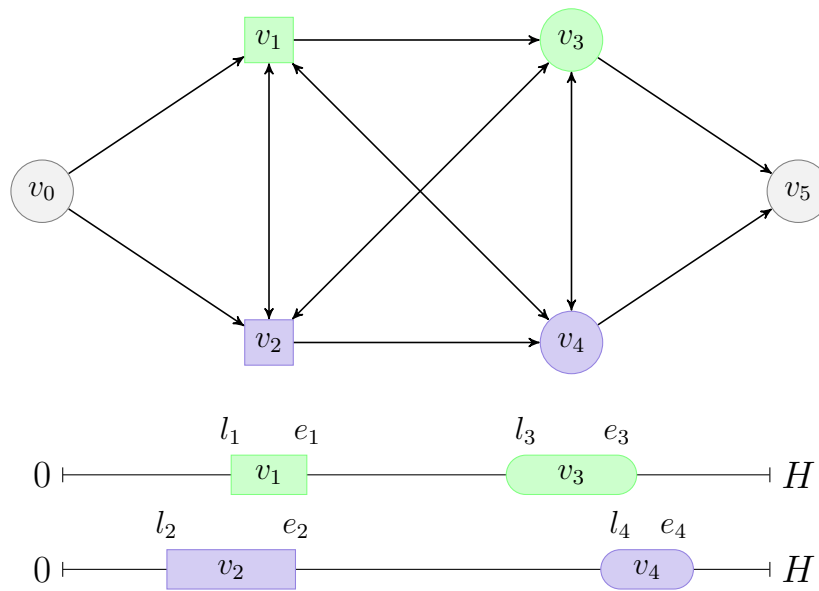 v₁ v₃
v₀ v₅
v₂ v₄
l₁ e₁ l₃ e₃
0 v₁ v₃ H
l₂ e₂ l₄ e₄
0 v₂ v₄ H